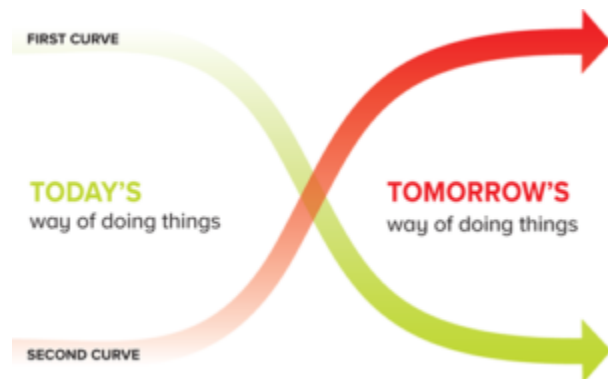 FIRST CURVE
TODAY'S
way of doing things
TOMORROW'S
way of doing things
SECOND CURVE